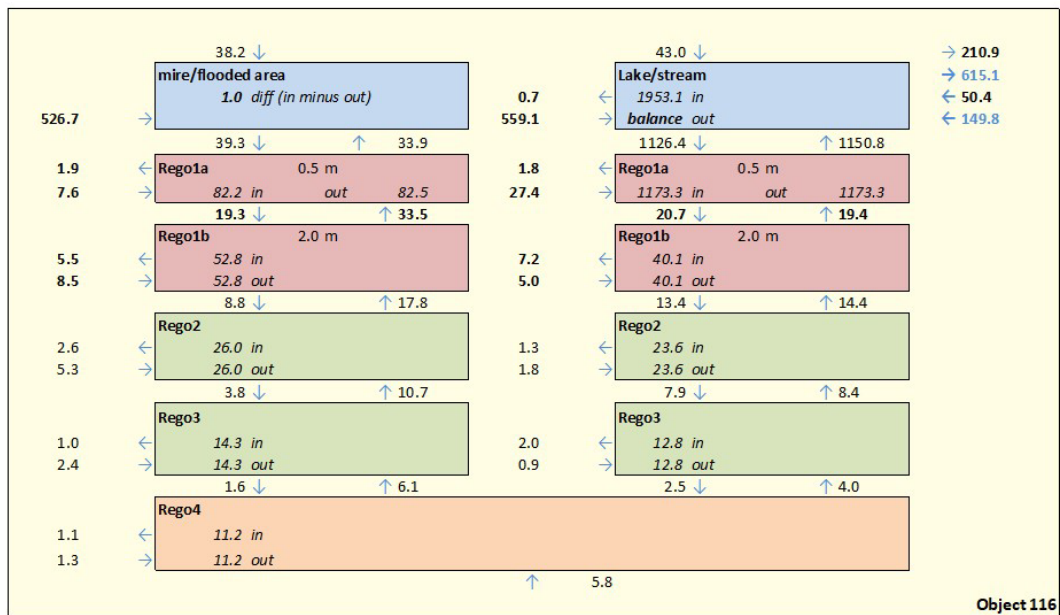 38.2 ↓ 43.0 ↓ → 210.9
mire/flooded area Lake/stream → 615.1
1.0 diff (in minus out) 0.7 ← 1953.1 in ← 50.4
526.7 → 559.1 → balance out ← 149.8
39.3 ↓ ↑ 33.9 1126.4 ↓ ↑ 1150.8
1.9 ← Rego1a 0.5 m 1.8 ← Rego1a 0.5 m
7.6 → 82.2 in out 82.5 27.4 → 1173.3 in out 1173.3
19.3 ↓ ↑ 33.5 20.7 ↓ ↑ 19.4
Rego1b 2.0 m Rego1b 2.0 m
5.5 ← 52.8 in 7.2 ← 40.1 in
8.5 → 52.8 out 5.0 → 40.1 out
8.8 ↓ ↑ 17.8 13.4 ↓ ↑ 14.4
Rego2 Rego2
2.6 ← 26.0 in 1.3 ← 23.6 in
5.3 → 26.0 out 1.8 → 23.6 out
3.8 ↓ ↑ 10.7 7.9 ↓ ↑ 8.4
Rego3 Rego3
1.0 ← 14.3 in 2.0 ← 12.8 in
2.4 → 14.3 out 0.9 → 12.8 out
1.6 ↓ ↑ 6.1 2.5 ↓ ↑ 4.0
Rego4
1.1 ← 11.2 in
1.3 → 11.2 out
↑ 5.8
Object 116